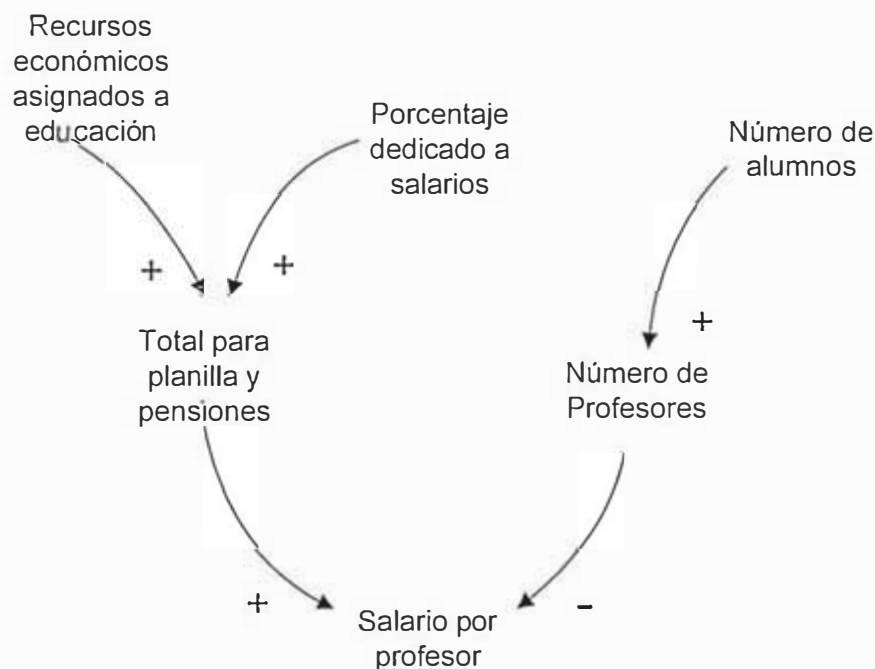 Recursos
económicos
asignados a
educación
Porcentaje
dedicado a
salarios
Número de
alumnos
+
+
+
Total para
planilla y
pensiones
Número de
Profesores
+
-
Salario por
profesor